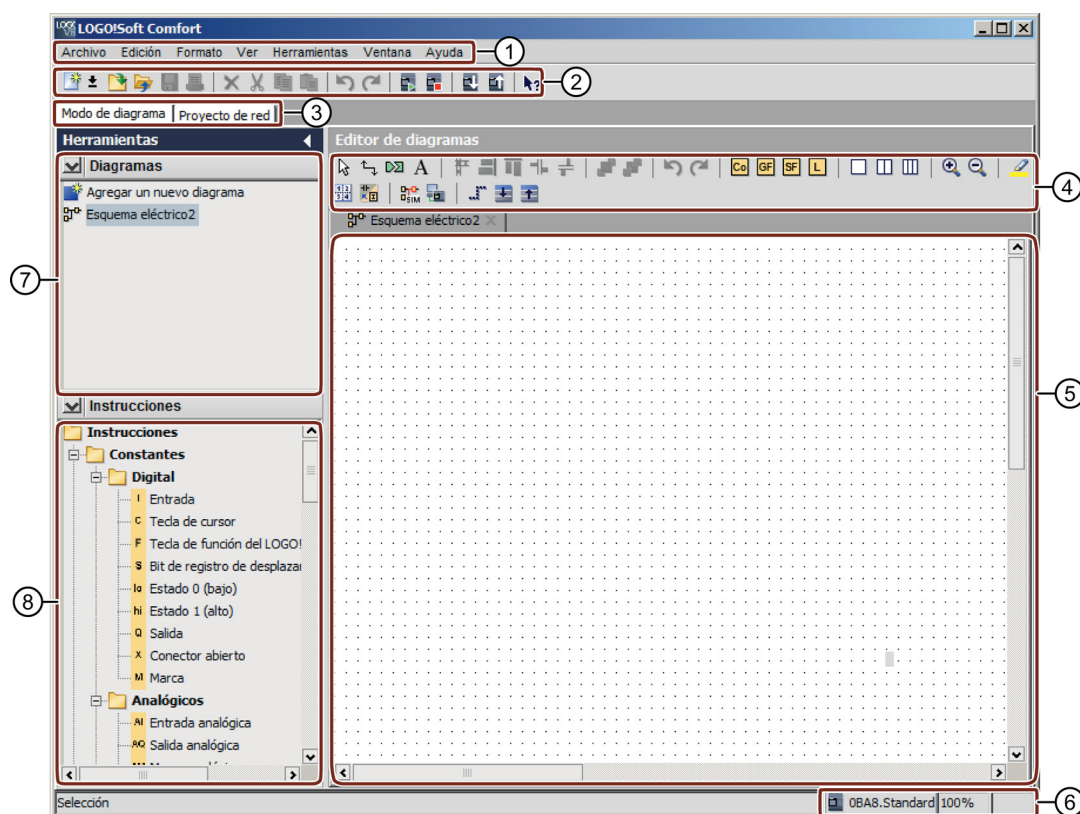 LOGO!Soft Comfort
Archivo Edición Formato Ver Herramientas Ventana Ayuda
1
2
Modo de diagrama Proyecto de red
3
Herramientas
Editor de diagramas
Diagramas
Co GF SF L
4
Agregar un nuevo diagrama
SIM
Esquema eléctrico2
Esquema eléctrico2
7
5
Instrucciones
Instrucciones
Constantes
Digital
I Entrada
C Tecla de cursor
F Tecla de función del LOGO!
S Bit de registro de desplaza
lo Estado 0 (bajo)
8
hi Estado 1 (alto)
Q Salida
X Conector abierto
M Marca
Analógicos
AI Entrada analógica
AQ Salida analógica
Selección
0BA8.Standard 100%
6